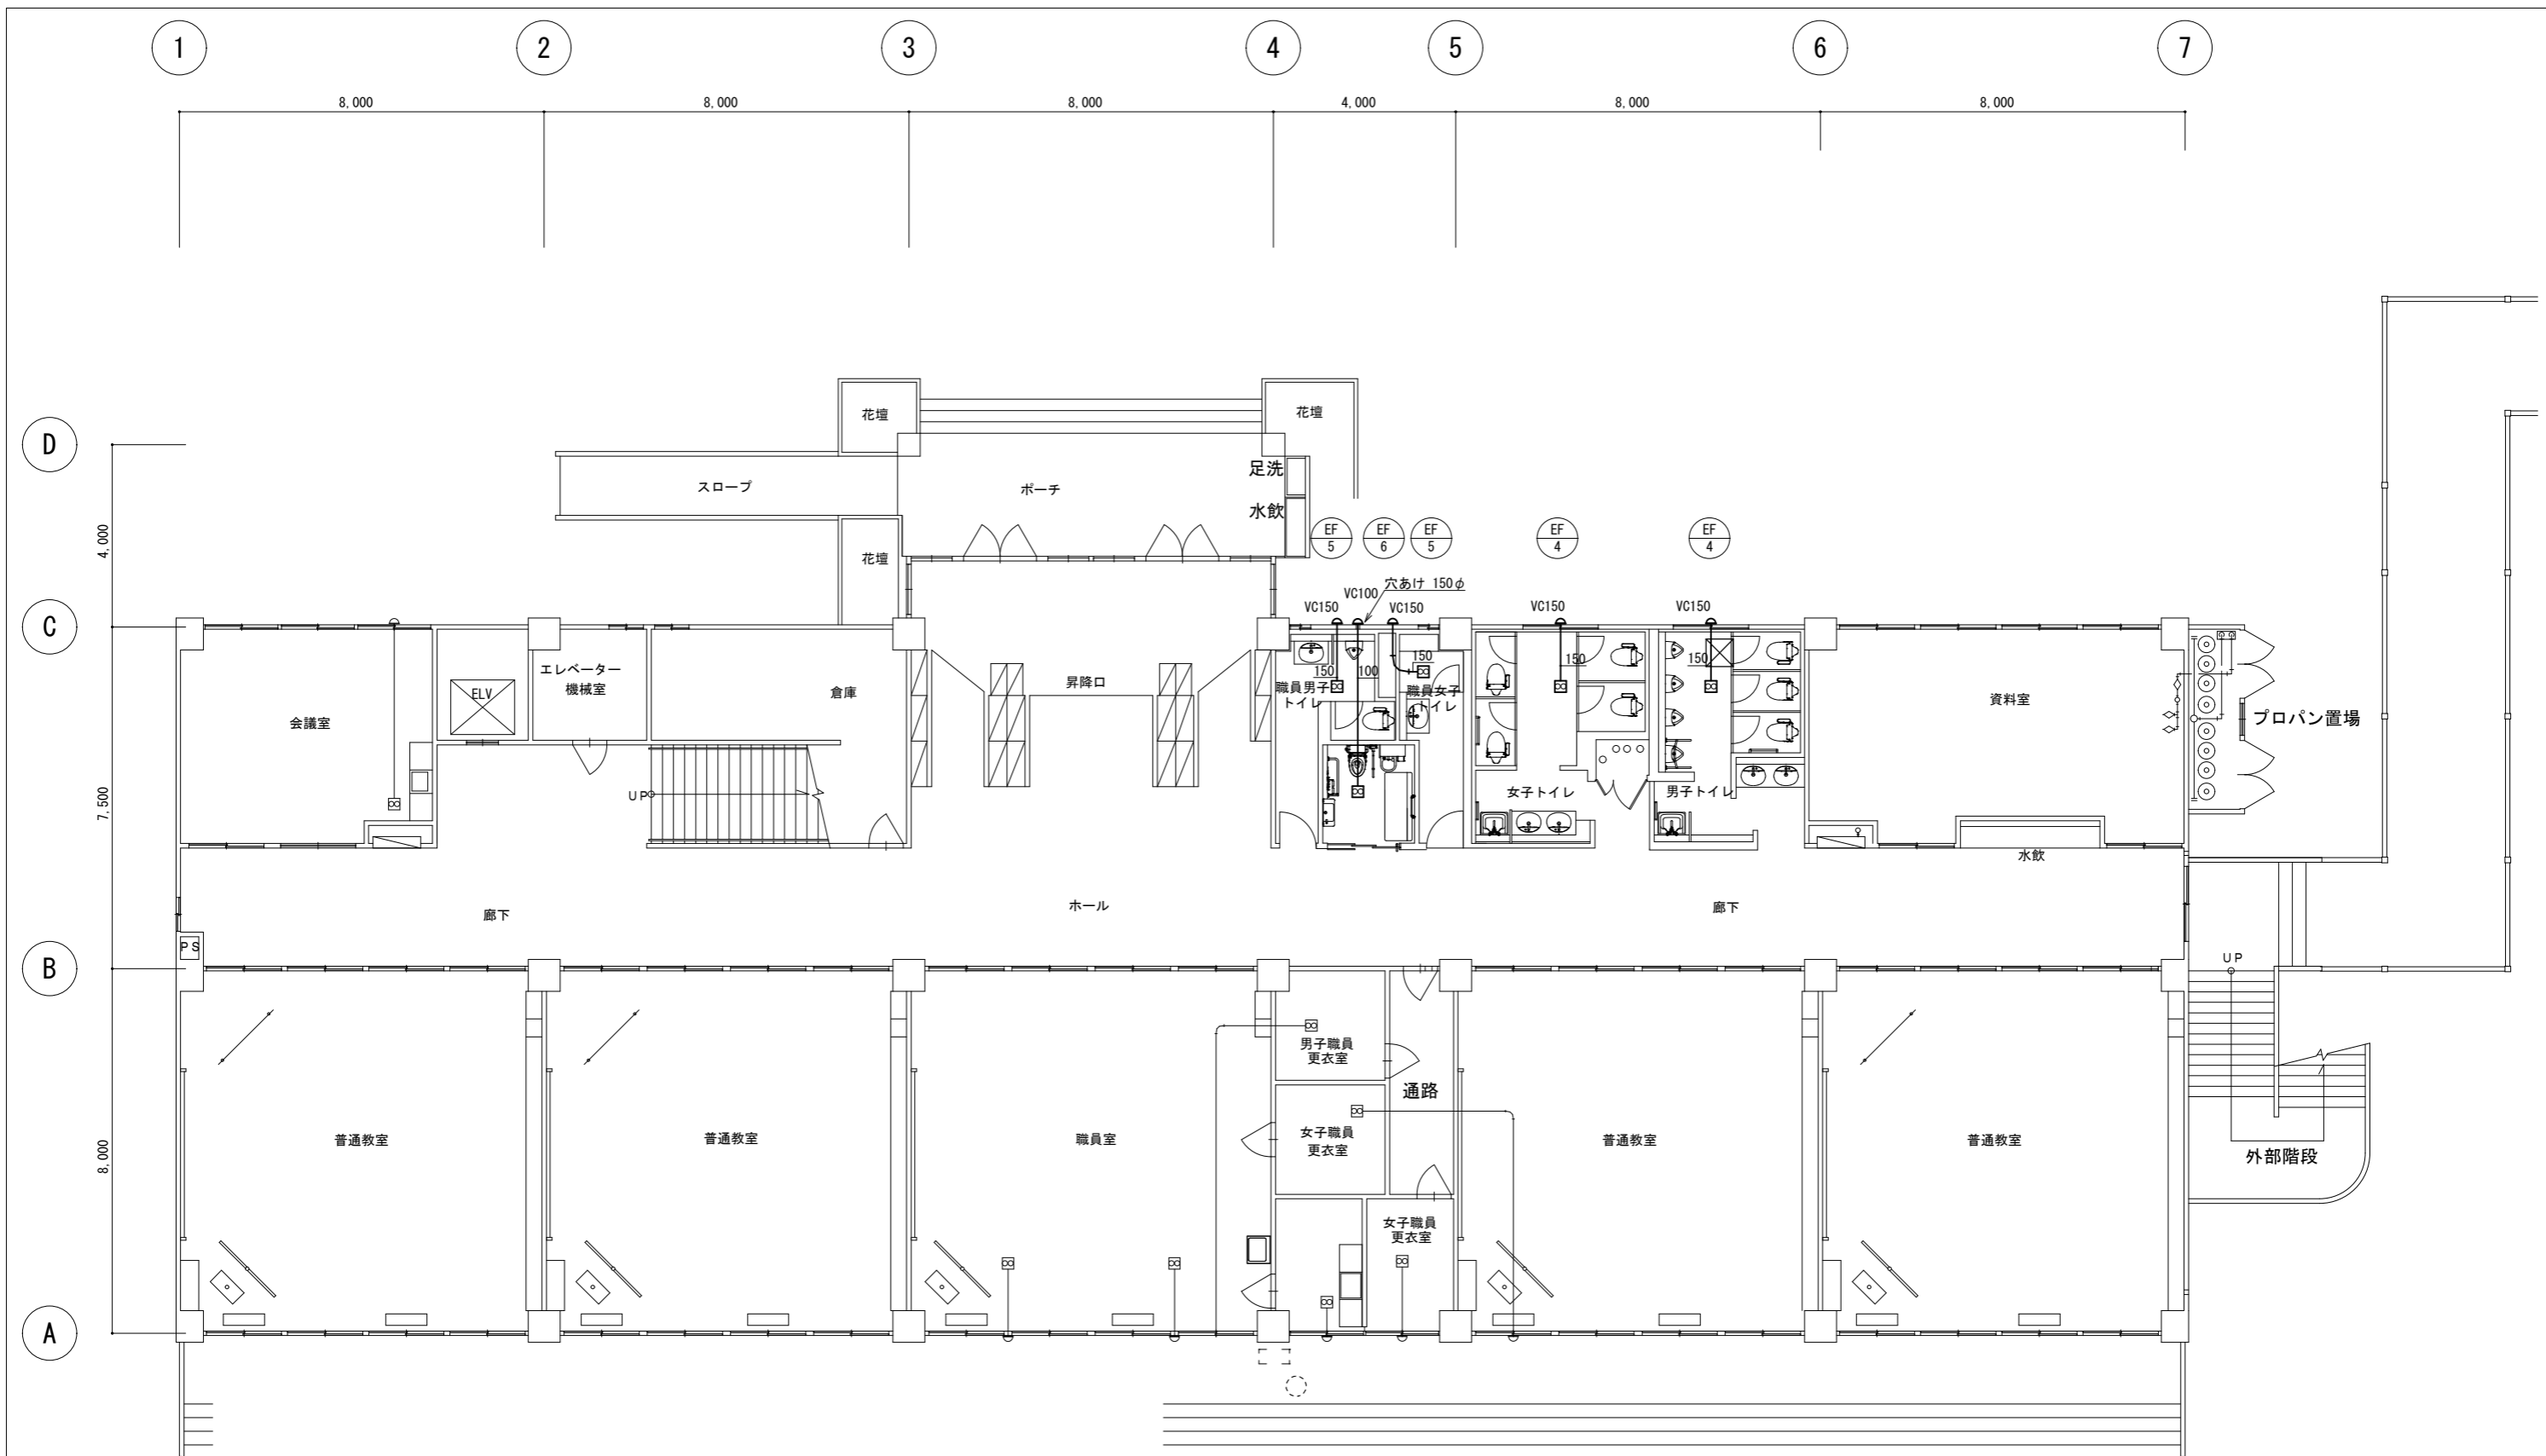 1 2 3 4 5 6 7
8,000 8,000 8,000 4,000 8,000 8,000
花壇 花壇
D
足洗
スロープ ポーチ
水飲
4,000
EF 5 EF 6 EF 5 EF 4 EF 4
花壇
穴あけ 150φ
VC100
VC150 VC150 VC150 VC150
C
エレベーター
機械室
ELV
倉庫
昇降口
150 100 150 150 150
職員男子
トイレ
職員女子
トイレ
会議室
資料室
プロパン置場
7,500
UP
女子トイレ 男子トイレ
水飲
廊下 ホール 廊下
PS
B
UP
男子職員
更衣室
通路
女子職員
更衣室
8,000
普通教室 普通教室 職員室 普通教室 普通教室
外部階段
女子職員
更衣室
A